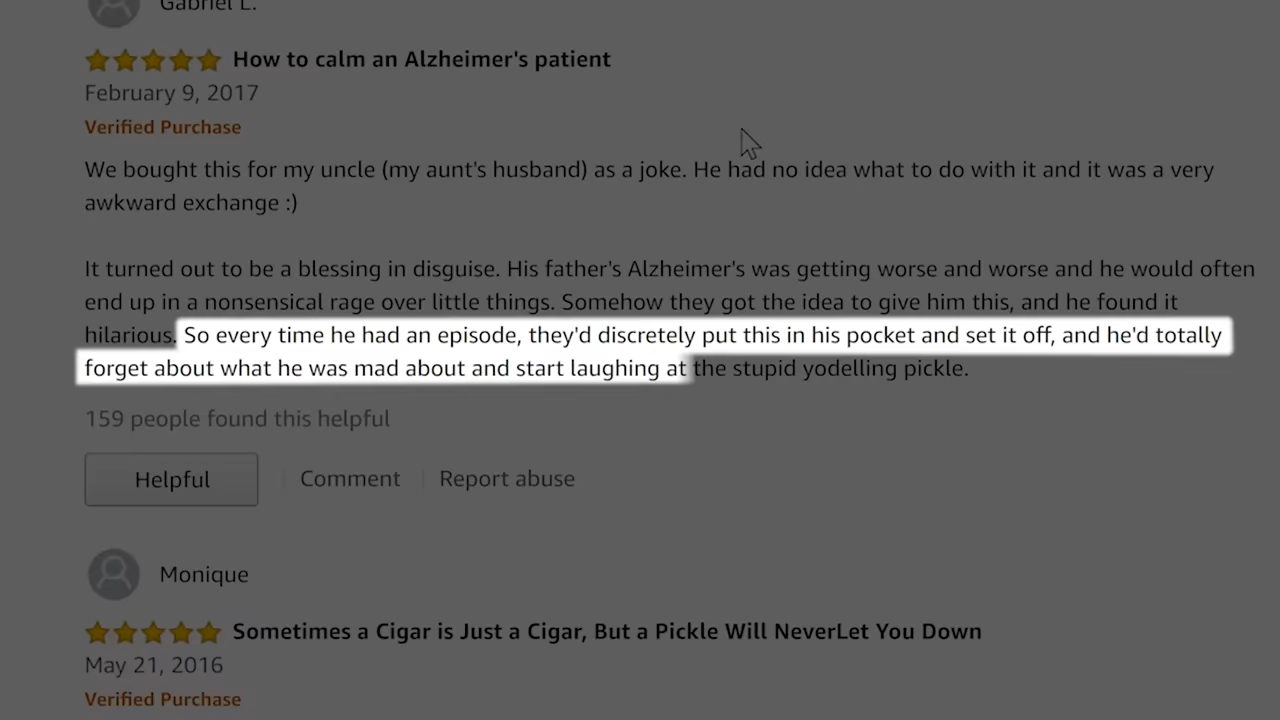 Gabriel L.
How to calm an Alzheimer's patient
February 9, 2017
Verified Purchase
We bought this for my uncle (my aunt's husband) as a joke. He had no idea what to do with it and it was a very
awkward exchange :)
It turned out to be a blessing in disguise. His father's Alzheimer's was getting worse and worse and he would often
end up in a nonsensical rage over little things. Somehow they got the idea to give him this, and he found it
hilarious. So every time he had an episode, they'd discretely put this in his pocket and set it off, and he'd totally
forget about what he was mad about and start laughing at the stupid yodelling pickle.
159 people found this helpful
Helpful
Comment
Report abuse
Monique
Sometimes a Cigar is Just a Cigar, But a Pickle Will NeverLet You Down
May 21, 2016
Verified Purchase